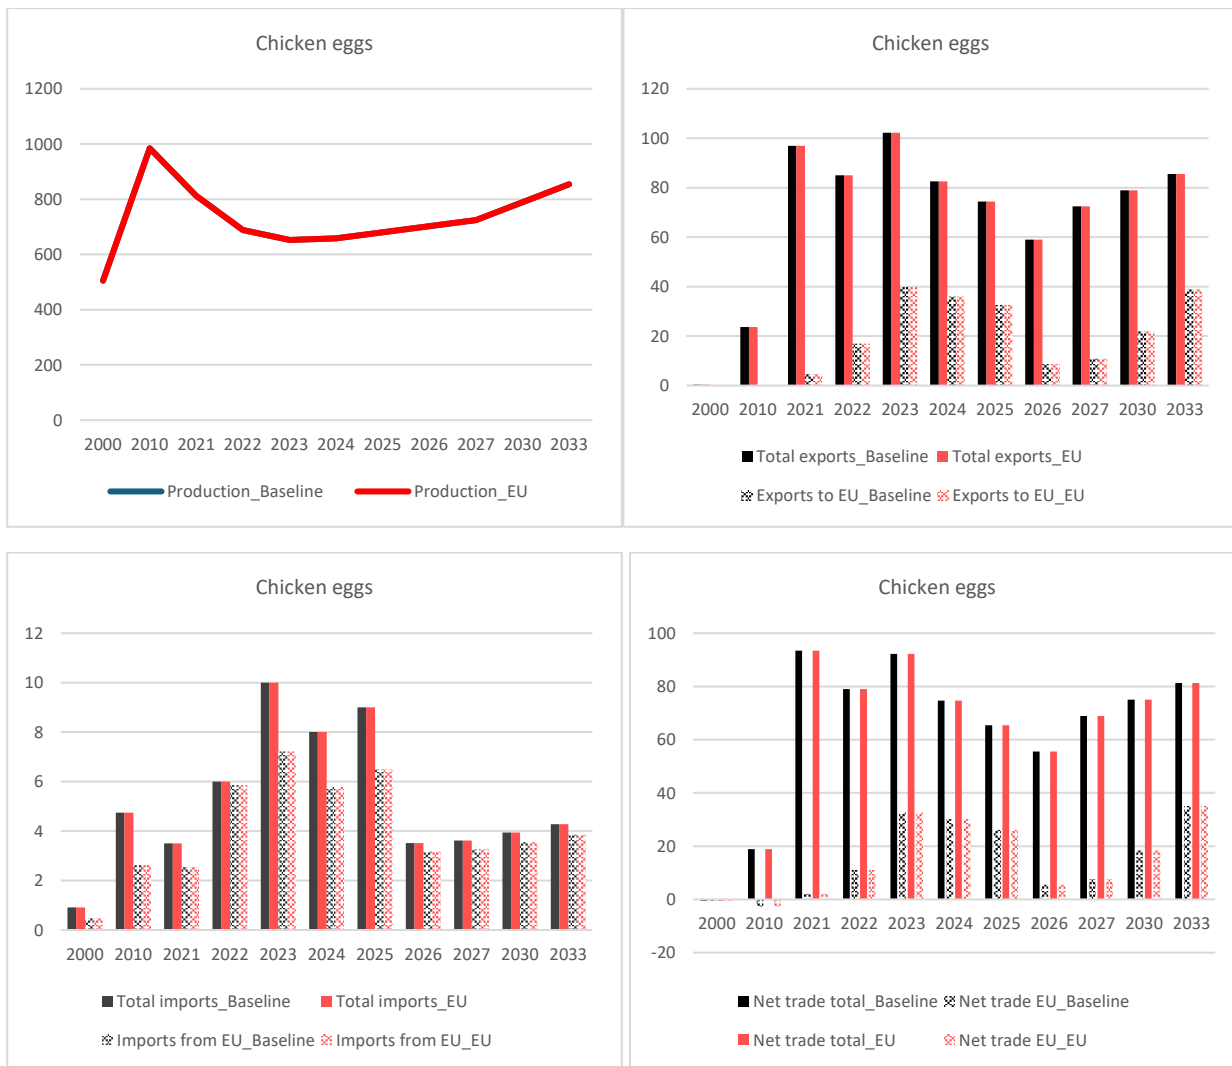 Chicken eggs
1200
1000
800
600
400
200
0
2000 2010 2021 2022 2023 2024 2025 2026 2027 2030 2033
Production_Baseline Production_EU
Chicken eggs
120
100
80
60
40
20
0
2000 2010 2021 2022 2023 2024 2025 2026 2027 2030 2033
Total exports_Baseline Total exports_EU
Exports to EU_Baseline Exports to EU_EU
Chicken eggs
12
10
8
6
4
2
0
2000 2010 2021 2022 2023 2024 2025 2026 2027 2030 2033
Total imports_Baseline Total imports_EU
Imports from EU_Baseline Imports from EU_EU
Chicken eggs
100
80
60
40
20
0
2000 2010 2021 2022 2023 2024 2025 2026 2027 2030 2033
-20
Net trade total_Baseline Net trade EU_Baseline
Net trade total_EU Net trade EU_EU